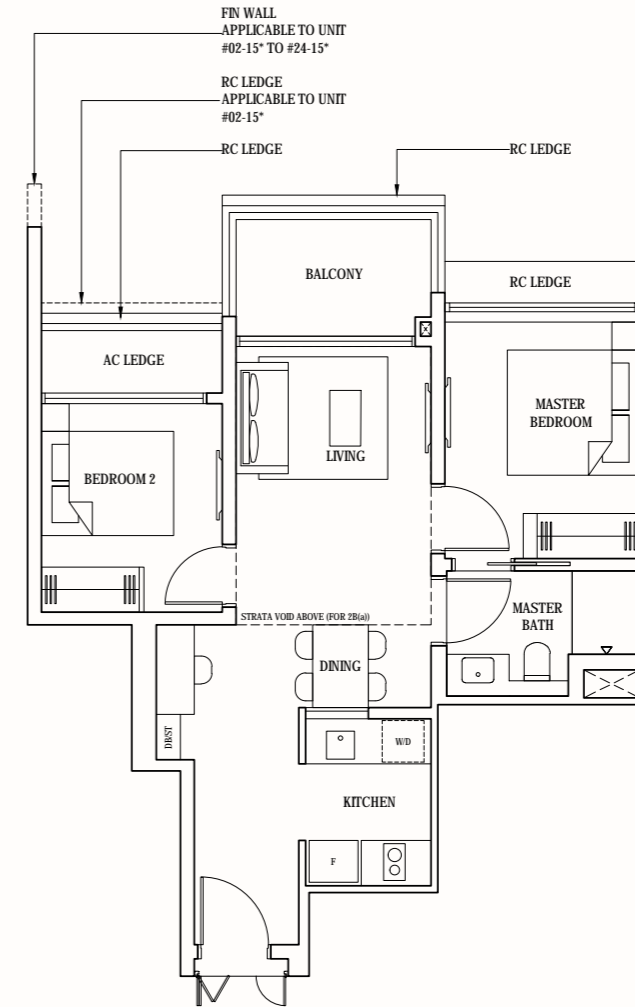 FIN WALL
APPLICABLE TO UNIT
#02-15* TO #24-15*
RC LEDGE
APPLICABLE TO UNIT
#02-15*
RC LEDGE
RC LEDGE
BALCONY
RC LEDGE
AC LEDGE
MASTER
BEDROOM
LIVING
BEDROOM 2
STRATA VOID ABOVE (FOR 2B(a))
MASTER
BATH
DINING
DB/ST
W/D
KITCHEN
F